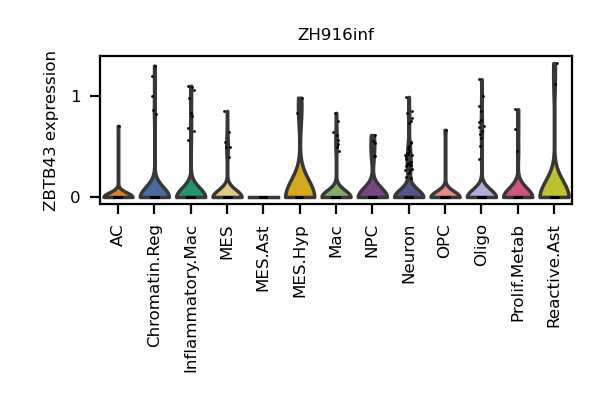 ZH916inf
ZBTB43 expression
1
0
AC
Chromatin.Reg
Inflammatory.Mac
MES
MES.Ast
MES.Hyp
Mac
NPC
Neuron
OPC
Oligo
Prolif.Metab
Reactive.Ast